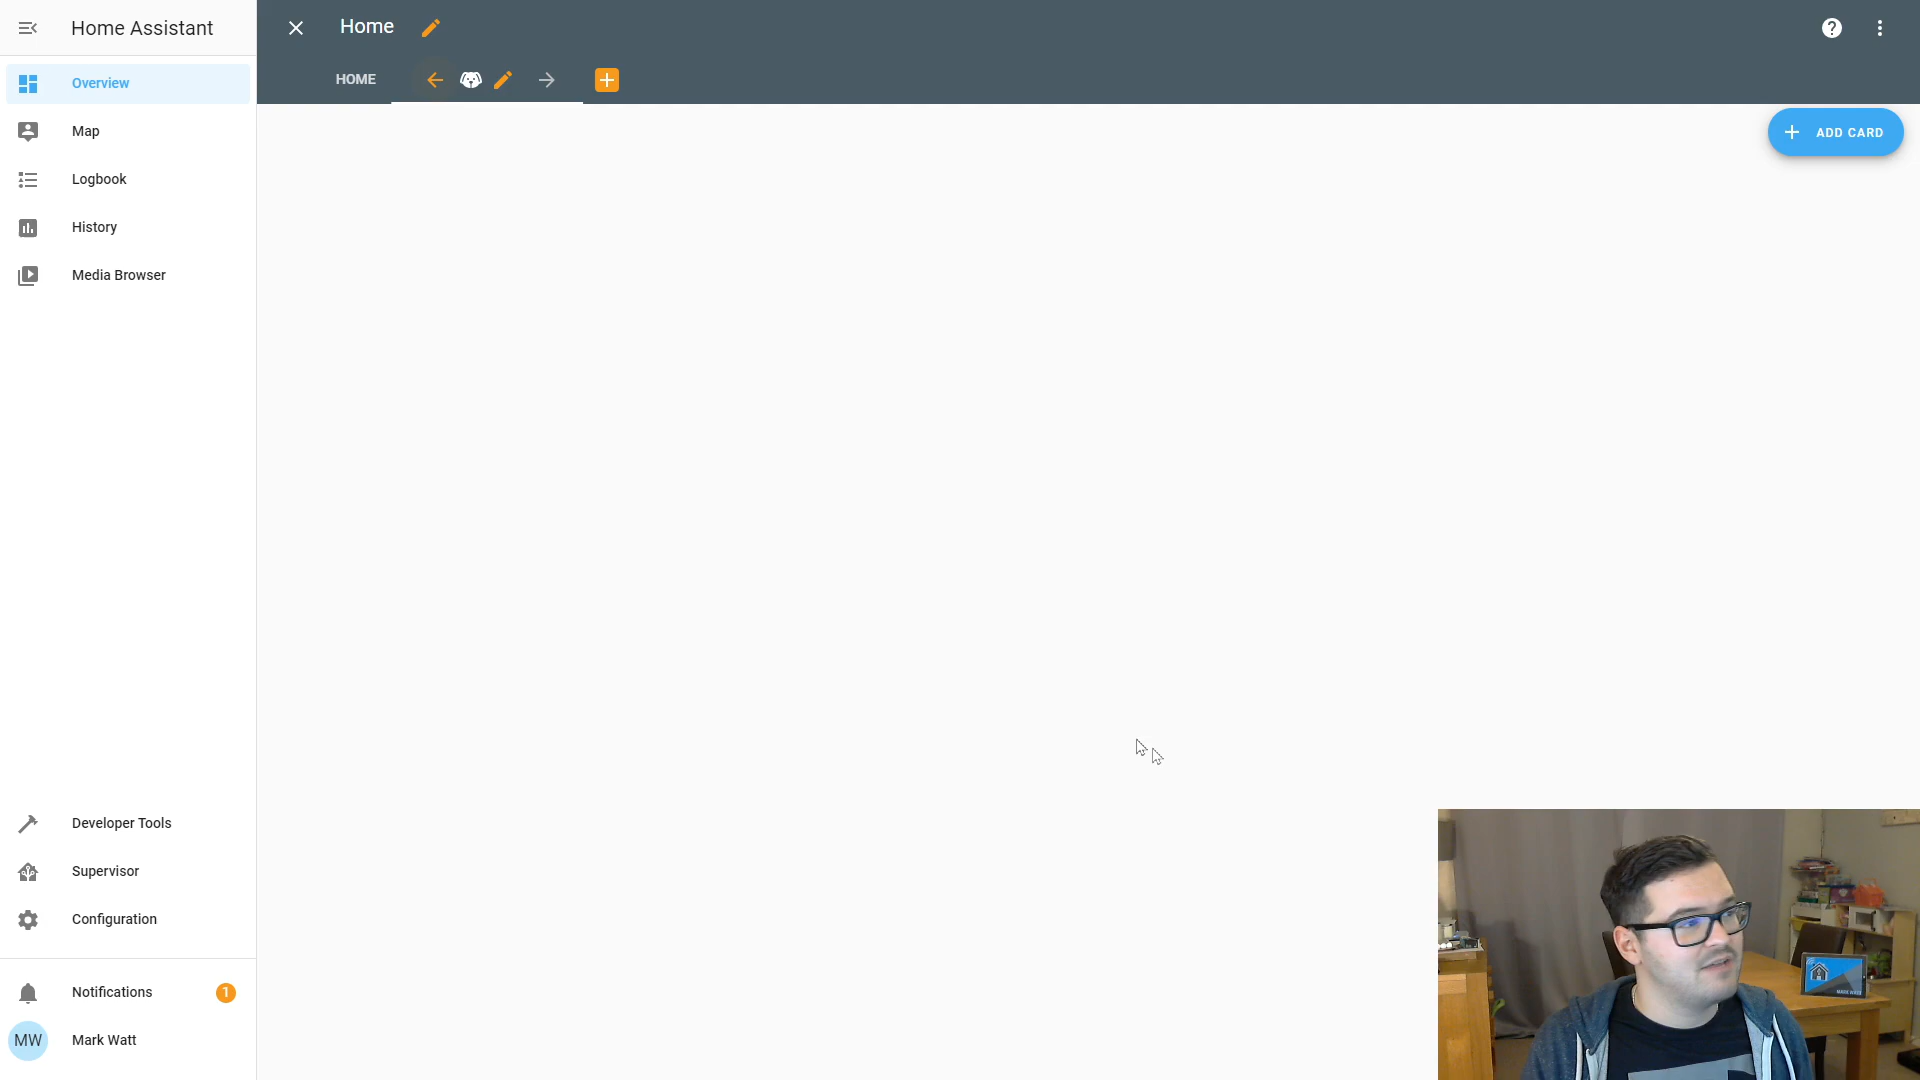 Home Assistant
Home
HOME
Overview
ADD CARD
Map
Logbook
History
Media Browser
Developer Tools
Supervisor
Configuration
Notifications
1
MW
Mark Watt